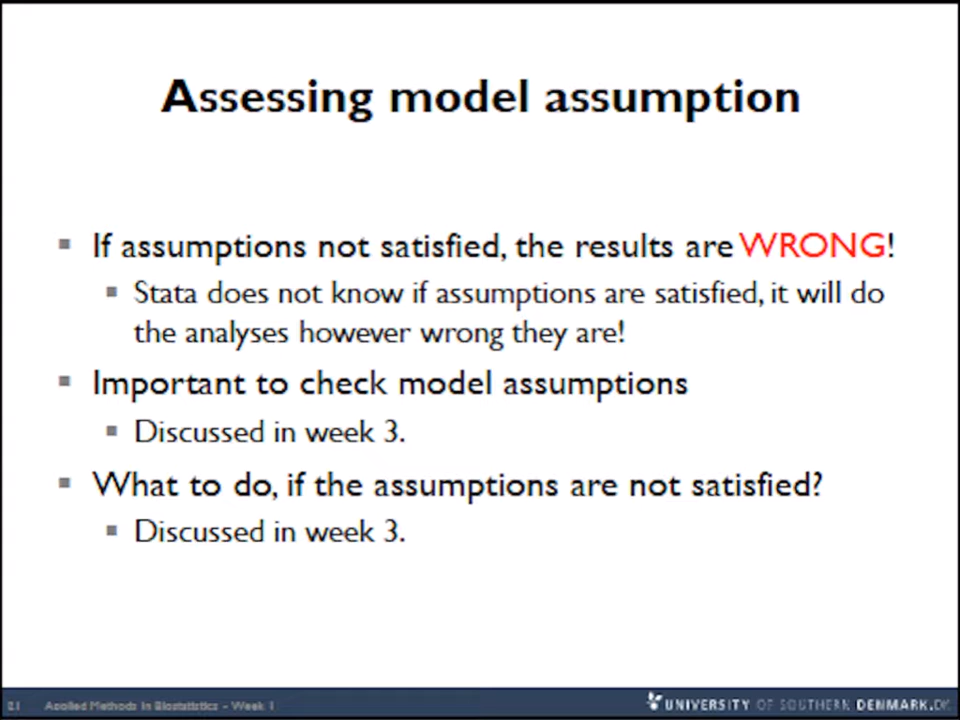 Assessing model assumption
If assumptions not satisfied, the results are WRONG!
Stata does not know if assumptions are satisfied, it will do
the analyses however wrong they are!
Important to check model assumptions
Discussed in week 3.
What to do, if the assumptions are not satisfied?
Discussed in week 3.
Applied Methods in Biostatistics - Week 1
UNIVERSITY OF SOUTHERN DENMARK.DK